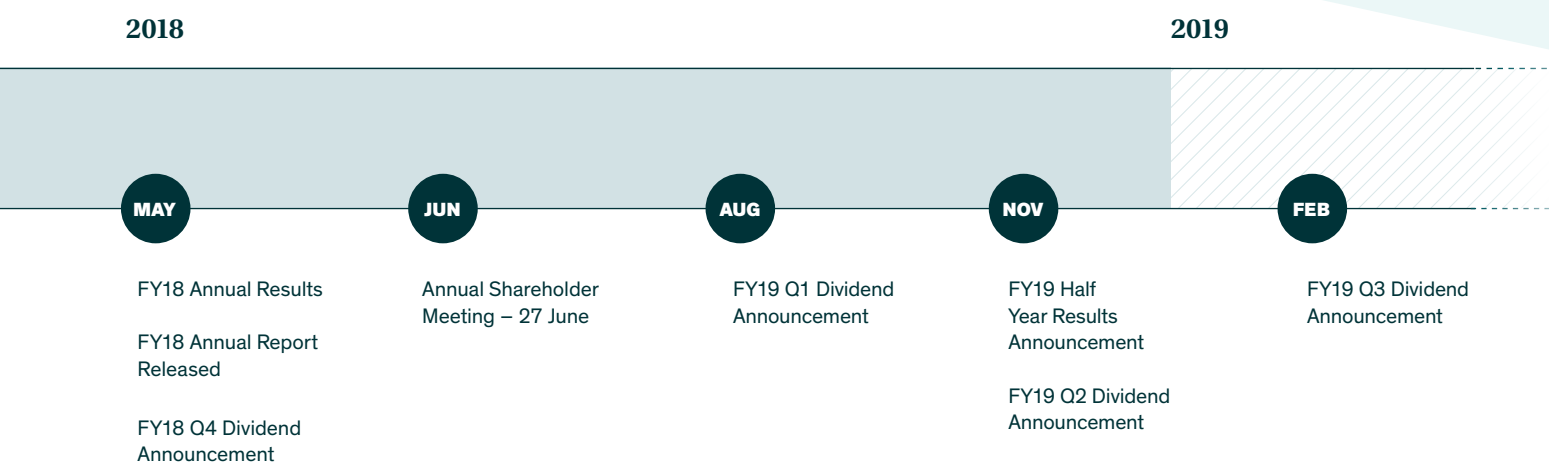 2018
2019
MAY
JUN
AUG
NOV
FEB
FY18 Annual Results
FY18 Annual Report
Released
FY18 Q4 Dividend
Announcement
Annual Shareholder
Meeting – 27 June
FY19 Q1 Dividend
Announcement
FY19 Half
Year Results
Announcement
FY19 Q2 Dividend
Announcement
FY19 Q3 Dividend
Announcement